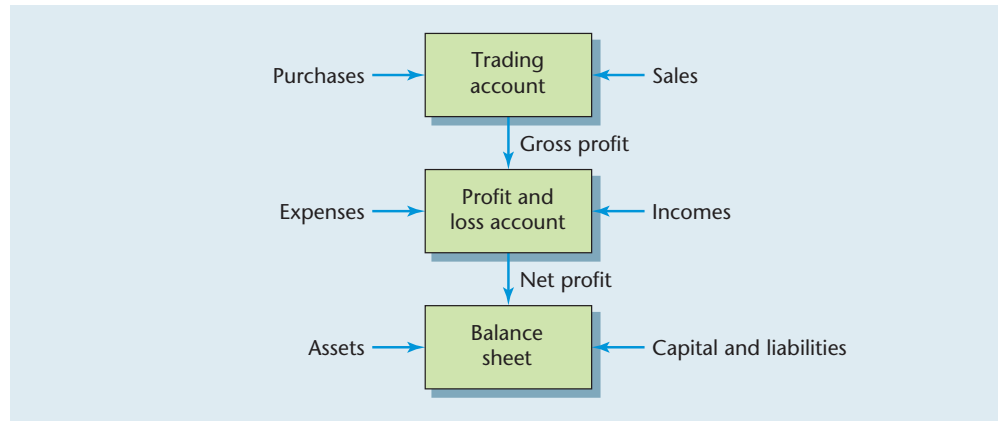 Trading
account
Purchases
Sales
Gross profit
Profit and
loss account
Expenses
Incomes
Net profit
Balance
sheet
Assets
Capital and liabilities